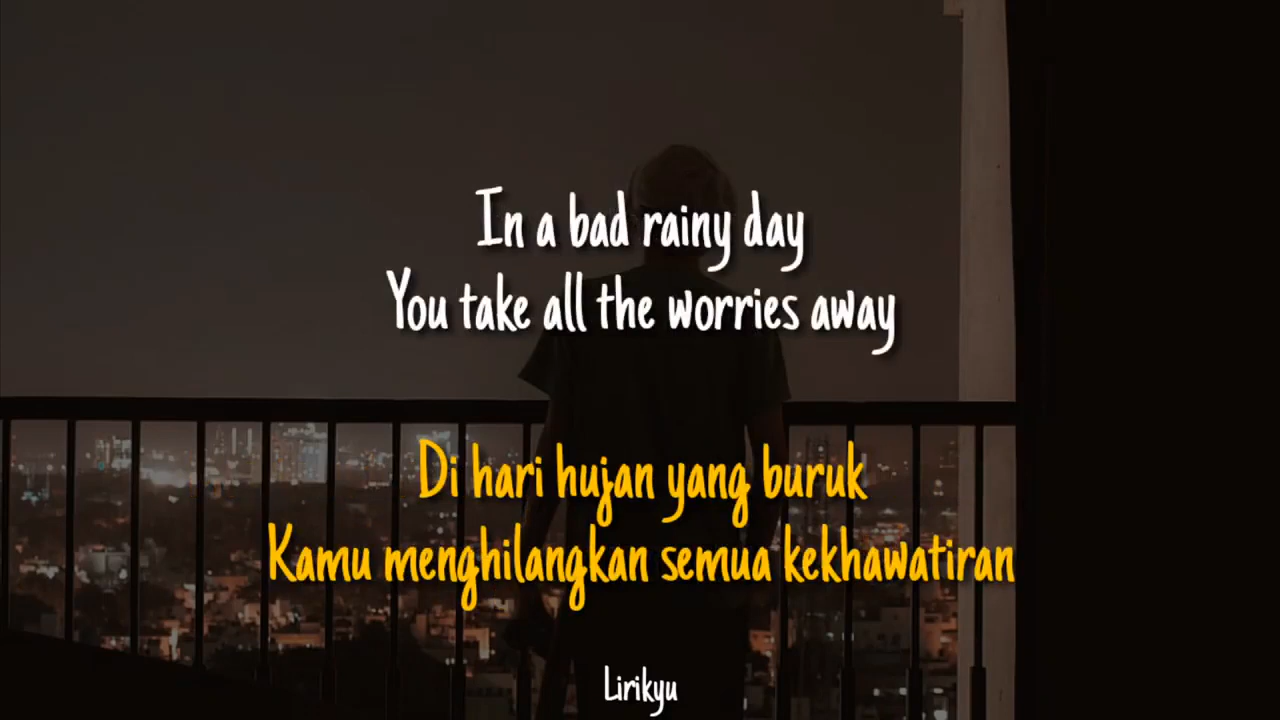 In a bad rainy day
You take all the worries away
Di hari hujan yang buruk
Kamu menghilangkan semua kekhawatiran
Lirikyu